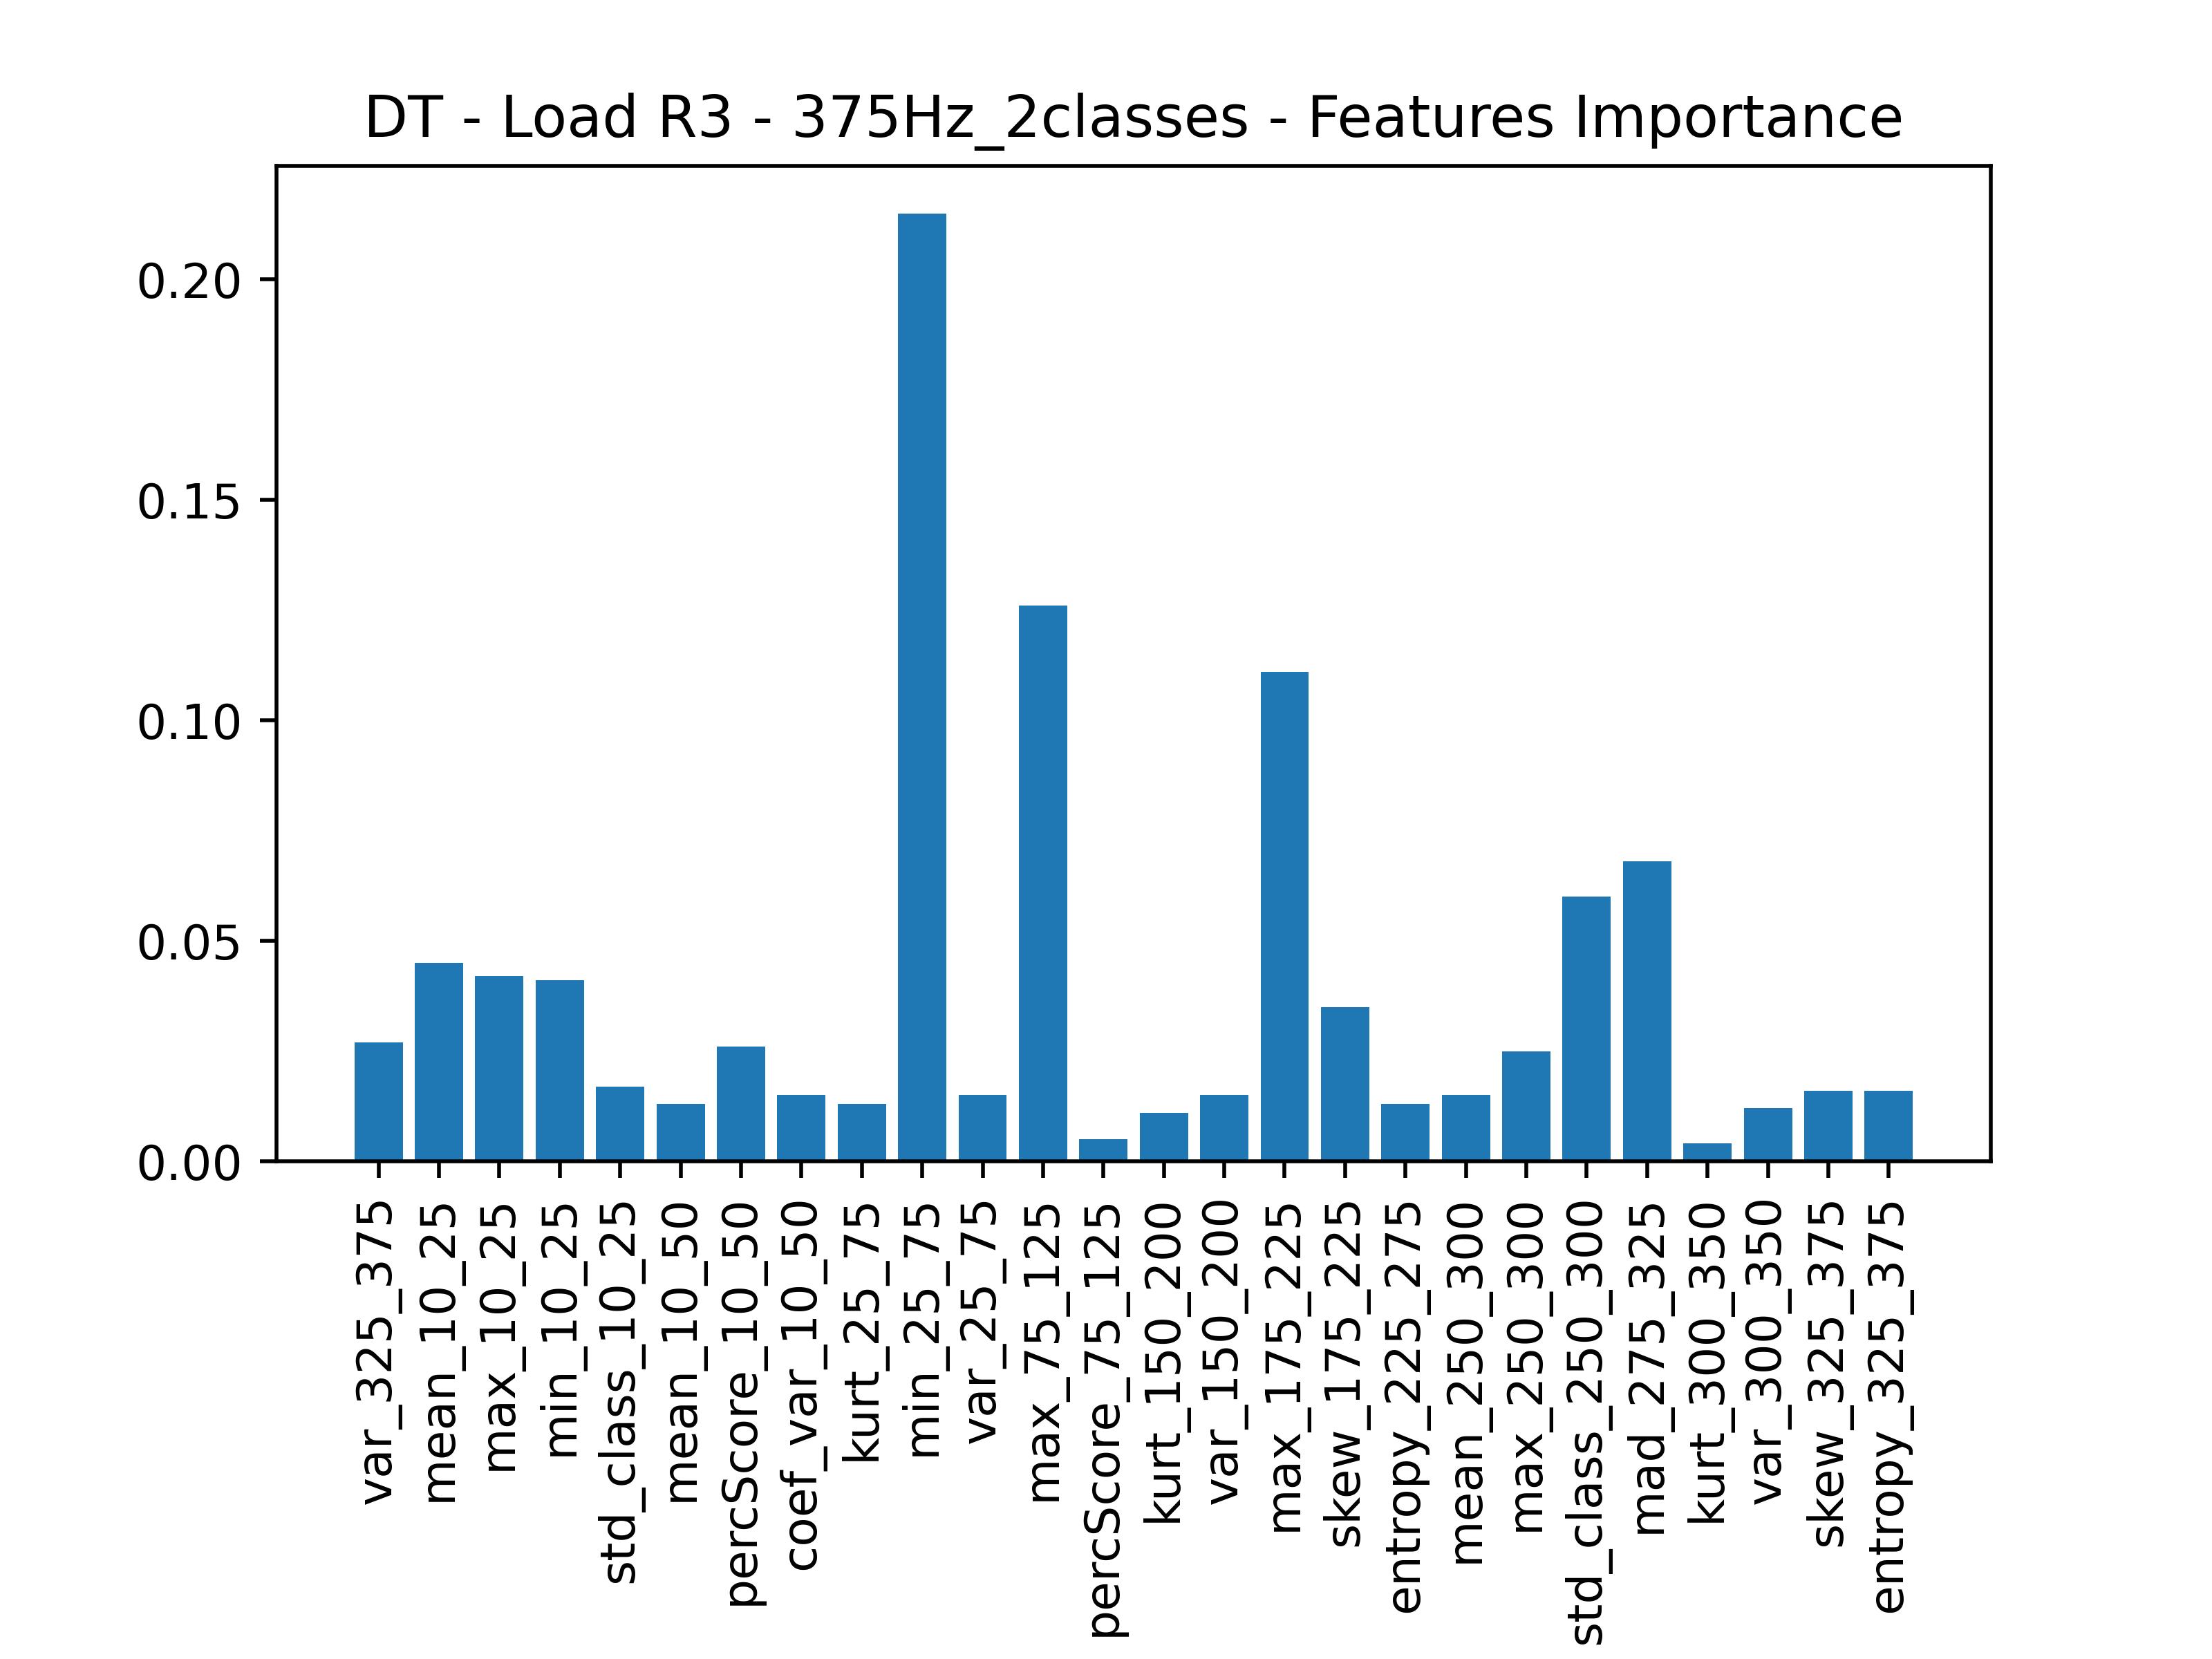 DT - Load R3 - 375Hz_2classes - Features Importance
0.20
0.15
0.10
0.05
0.00
var_325_375
mean_10_25
max_10_25
min_10_25
std_class_10_25
mean_10_50
percScore_10_50
coef_var_10_50
kurt_25_75
min_25_75
var_25_75
max_75_125
percScore_75_125
kurt_150_200
var_150_200
max_175_225
skew_175_225
entropy_225_275
mean_250_300
max_250_300
std_class_250_300
mad_275_325
kurt_300_350
var_300_350
skew_325_375
entropy_325_375